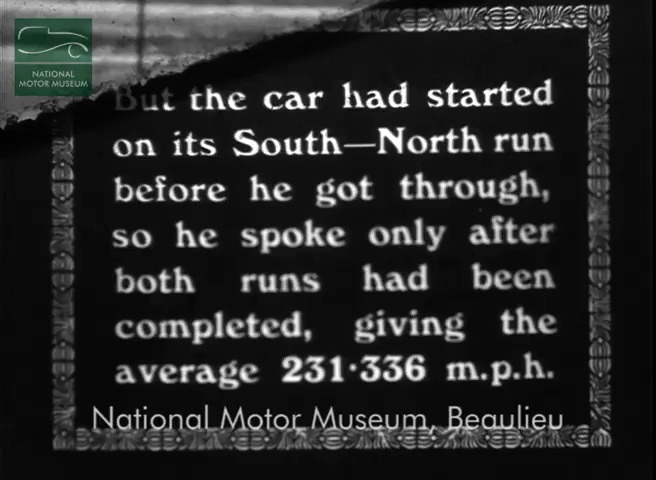 NATIONAL
MOTOR MUSEUM
But the car had started
on its South—North run
before he got through,
so he spoke only after
both runs had been
completed, giving the
average 231·336 m.p.h.
National Motor Museum, Beaulieu